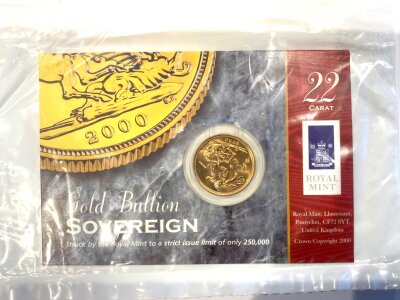 2000
22
CARAT
ROYAL
MINT
Gold Bullion
SOVEREIGN
Struck by the Royal Mint to a strict issue limit of only 250,000
Royal Mint, Llantrisant,
Pontyclun, CF72 8YT,
United Kingdom
Crown Copyright 2000